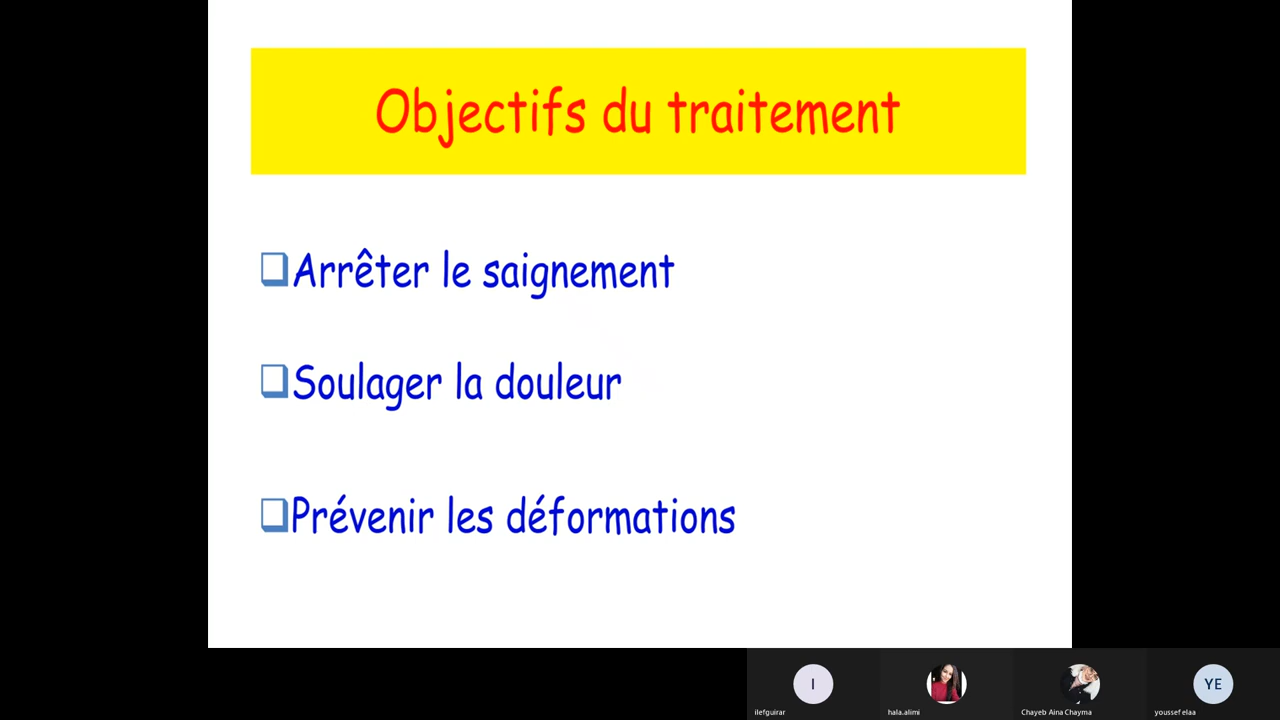 Objectifs du traitement
Arrêter le saignement
Soulager la douleur
Prévenir les déformations
I
YE
ilefguirar
hala.alimi
Chayeb Aina Chayma
youssef elaa